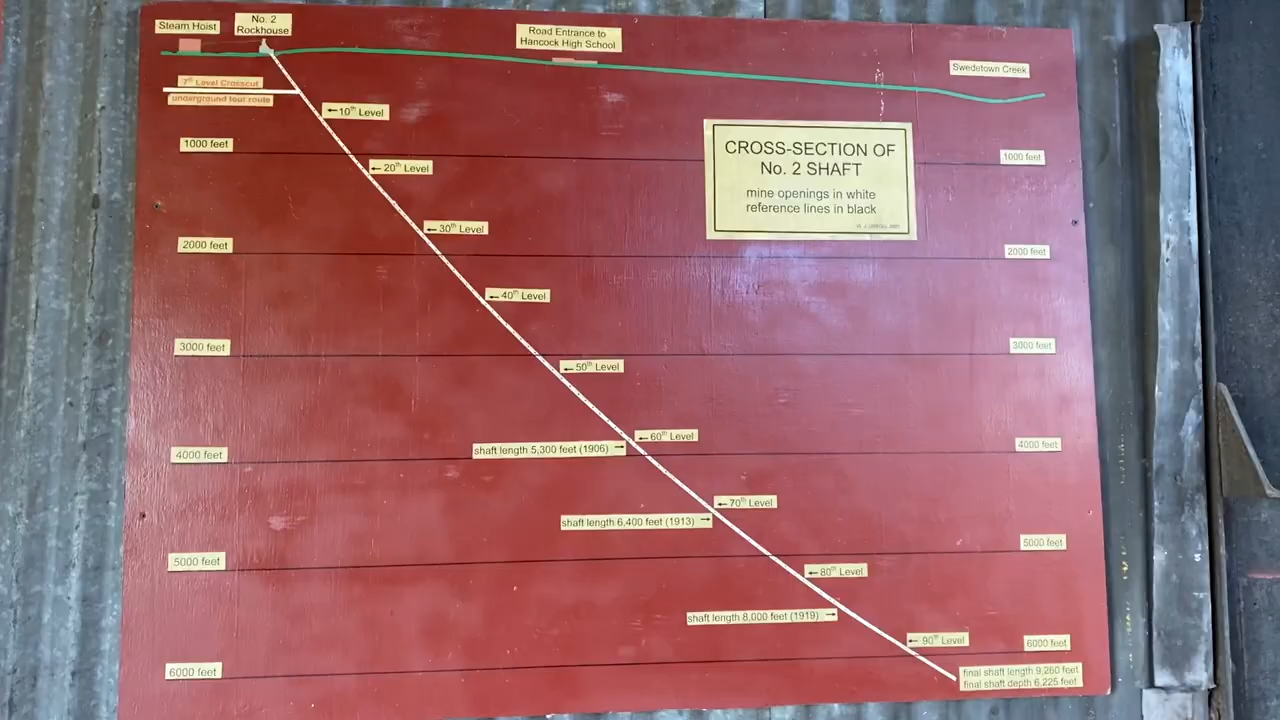 Steam Hoist
No. 2
Rockhouse
Road Entrance to
Hancock High School
Swedetown Creek
7th Level Crosscut
underground tour route
←10th Level
1000 feet
CROSS-SECTION OF
No. 2 SHAFT
mine openings in white
reference lines in black
1000 feet
←20th Level
←30th Level
2000 feet
2000 feet
←40th Level
3000 feet
3000 feet
←50th Level
←60th Level
shaft length 5,300 feet (1906) →
4000 feet
4000 feet
←70th Level
shaft length 6,400 feet (1913) →
5000 feet
5000 feet
←80th Level
shaft length 8,000 feet (1919) →
←90th Level
6000 feet
6000 feet
final shaft length 9,260 feet
final shaft depth 6,225 feet